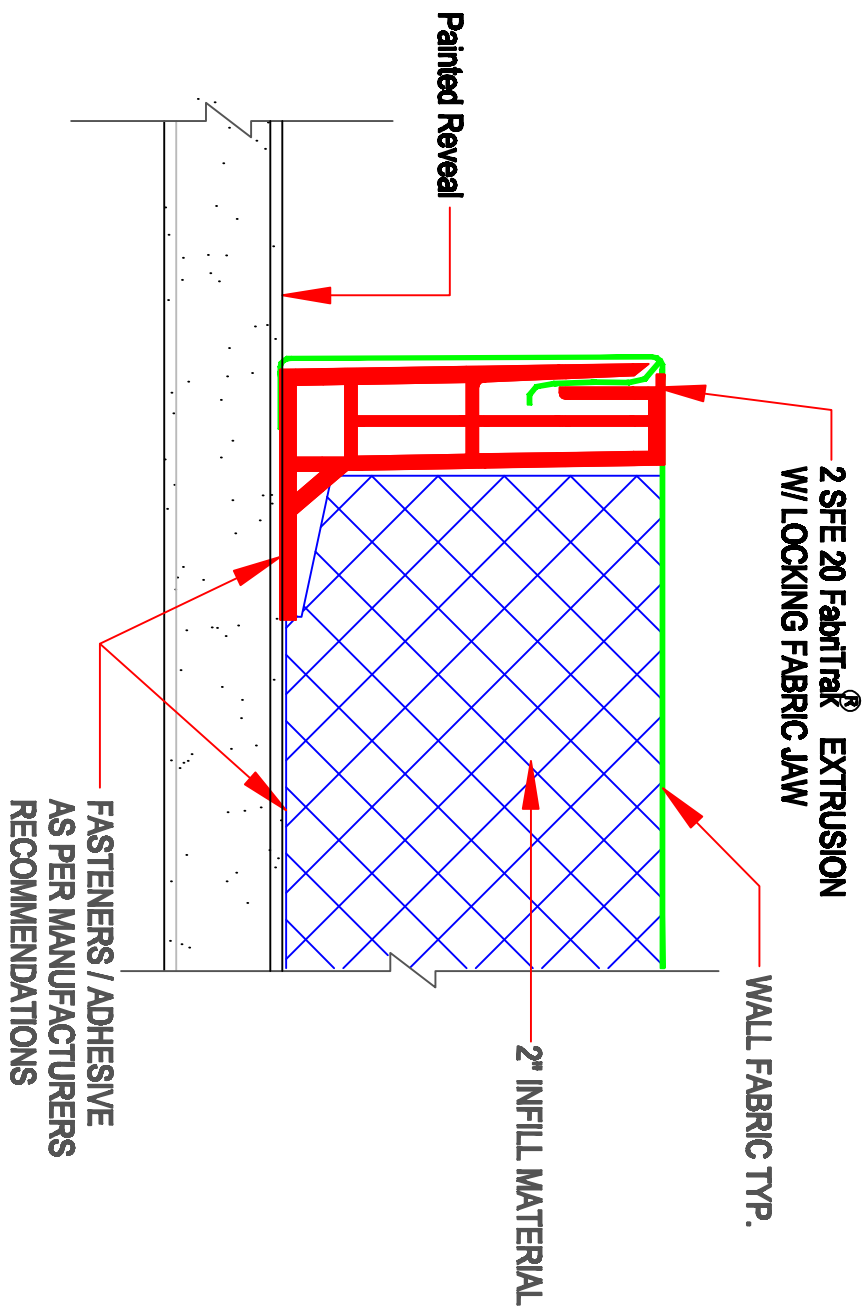 Painted Reveal
2 SFE 20 FabriTrak® EXTRUSION
W/ LOCKING FABRIC JAW
WALL FABRIC TYP.
2" INFILL MATERIAL
FASTENERS / ADHESIVE
AS PER MANUFACTURERS
RECOMMENDATIONS